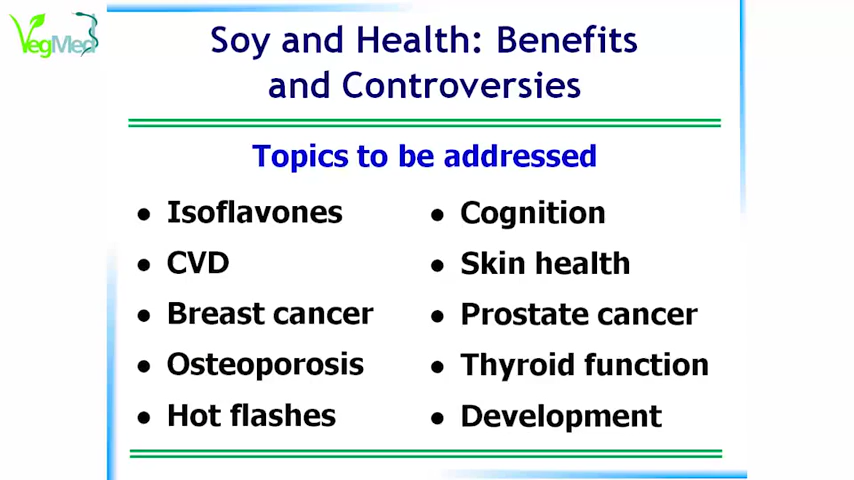 VegMed
Soy and Health: Benefits
and Controversies
Topics to be addressed
• Isoflavones
• CVD
• Breast cancer
• Osteoporosis
• Hot flashes
• Cognition
• Skin health
• Prostate cancer
• Thyroid function
• Development